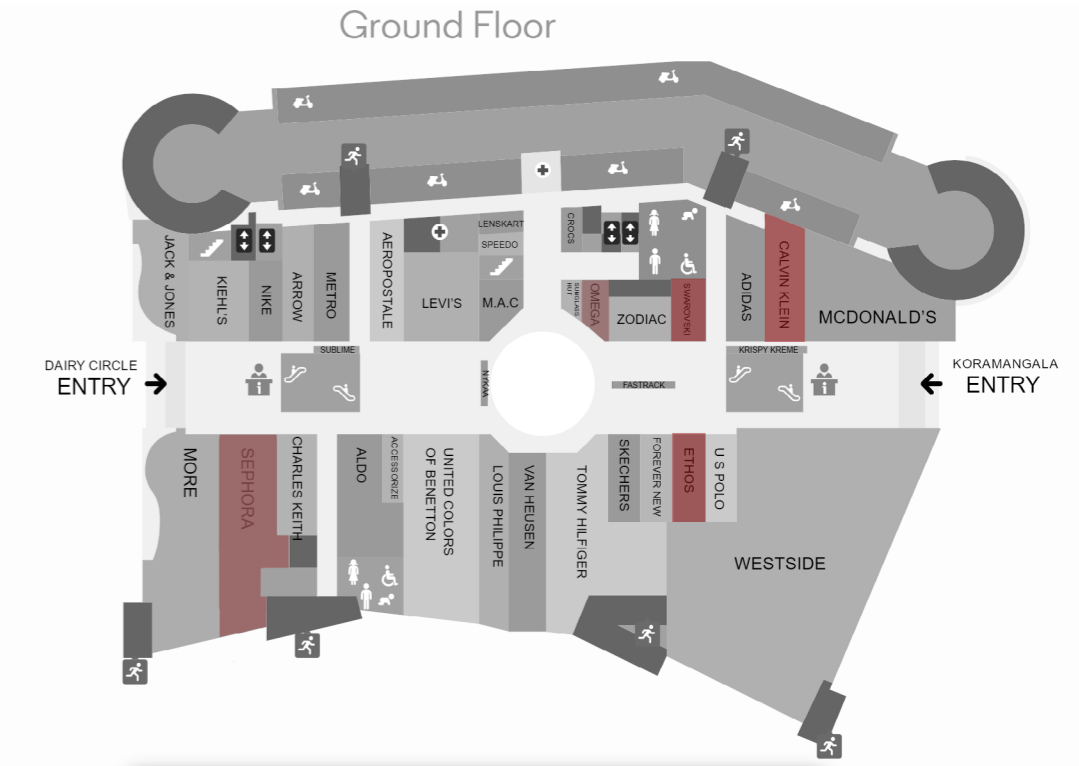 Ground Floor
JACK & JONES
KIEHL'S
NIKE
ARROW
METRO
AEROPOSTALE
LEVI'S
LENSKART
SPEEDO
M.A.C
CROCS
SUNGLASS
HUT
OMEGA
ZODIAC
SWAROVSKI
ADIDAS
CALVIN KLEIN
MCDONALD'S
DAIRY CIRCLE
ENTRY
SUBLIME
NYKAA
FASTRACK
KRISPY KREME
KORAMANGALA
ENTRY
MORE
SEPHORA
CHARLES KEITH
ALDO
ACCESSORIZE
UNITED COLORS
OF BENETTON
LOUIS PHILIPPE
VAN HEUSEN
TOMMY HILFIGER
SKECHERS
FOREVER NEW
ETHOS
U S POLO
WESTSIDE